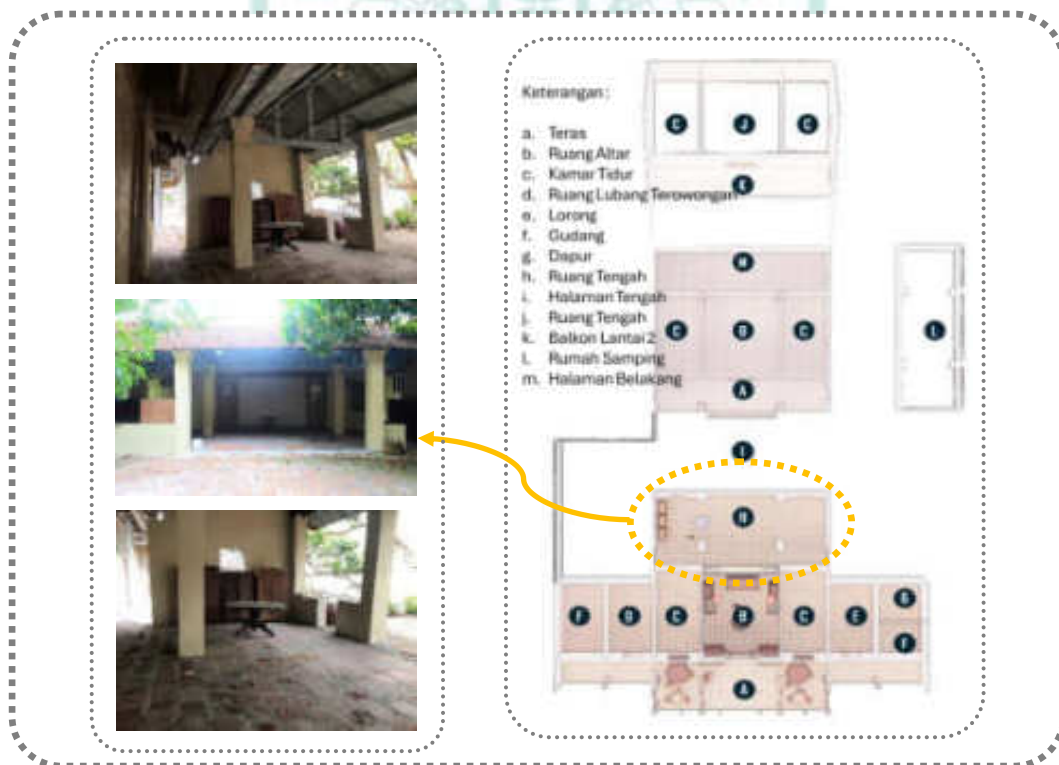 Keterangan :
a. Teras
b. Ruang Altar
c. Kamar Tidur
d. Ruang Lubang Terowongan
e. Lorong
f. Gudang
g. Dapur
h. Ruang Tengah
i. Halaman Tengah
j. Ruang Tengah
k. Balkon Lantai 2
l. Rumah Samping
m. Halaman Belakang
C J C
K
C C
A
C B C E
F
A